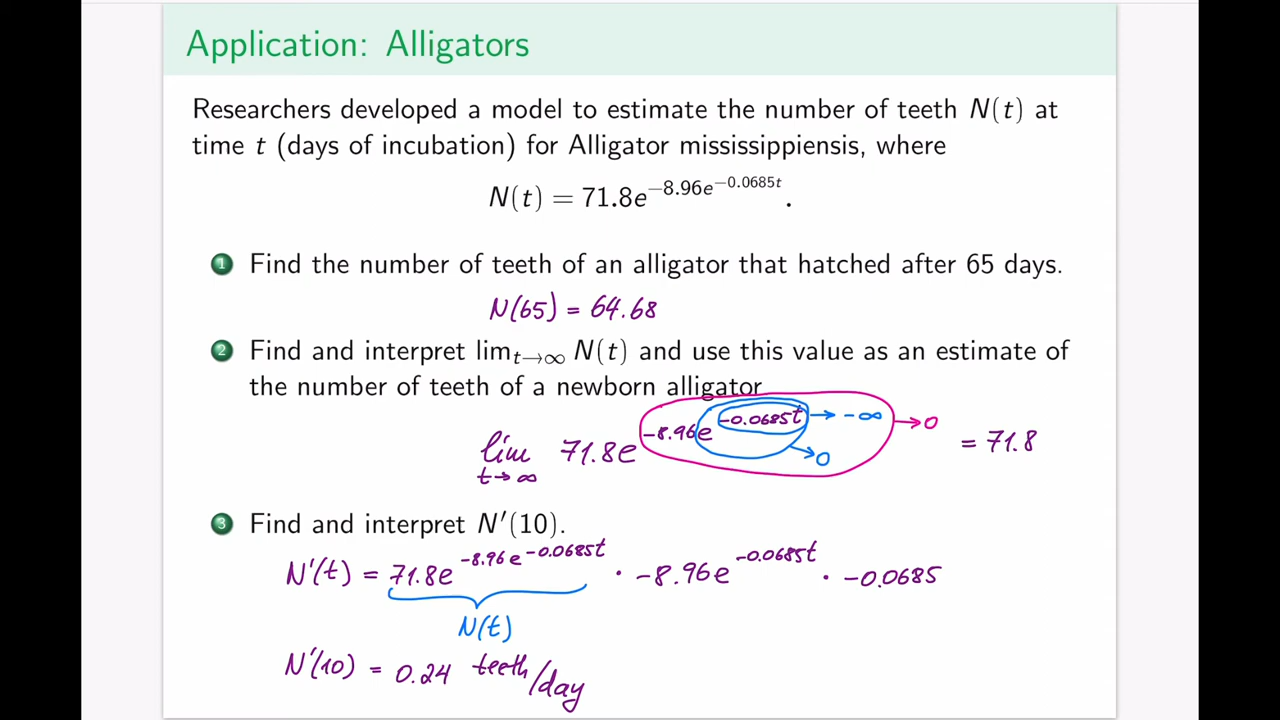 Application: Alligators
Researchers developed a model to estimate the number of teeth N(t) at
time t (days of incubation) for Alligator mississippiensis, where
N(t) = 71.8e^{−8.96e^{−0.0685t}}.
1 Find the number of teeth of an alligator that hatched after 65 days.
N(65) = 64.68
2 Find and interpret lim_{t→∞} N(t) and use this value as an estimate of
the number of teeth of a newborn alligator
lim_{t→∞} 71.8e^{−8.96e^{−0.0685t}} → −∞ → 0 → 0 = 71.8
3 Find and interpret N′(10).
N′(t) = 71.8e^{−8.96e^{−0.0685t}} · −8.96e^{−0.0685t} · −0.0685
N(t)
N′(10) = 0.24 teeth/day